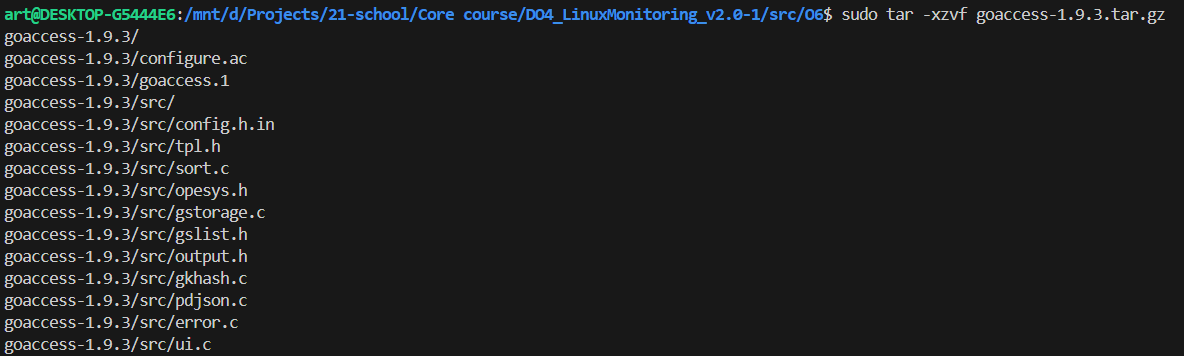 art@DESKTOP-G5444E6:/mnt/d/Projects/21-school/Core course/DO4_LinuxMonitoring_v2.0-1/src/06$ sudo tar -xzvf goaccess-1.9.3.tar.gz
goaccess-1.9.3/
goaccess-1.9.3/configure.ac
goaccess-1.9.3/goaccess.1
goaccess-1.9.3/src/
goaccess-1.9.3/src/config.h.in
goaccess-1.9.3/src/tpl.h
goaccess-1.9.3/src/sort.c
goaccess-1.9.3/src/opesys.h
goaccess-1.9.3/src/gstorage.c
goaccess-1.9.3/src/gslist.h
goaccess-1.9.3/src/output.h
goaccess-1.9.3/src/gkhash.c
goaccess-1.9.3/src/pdjson.c
goaccess-1.9.3/src/error.c
goaccess-1.9.3/src/ui.c